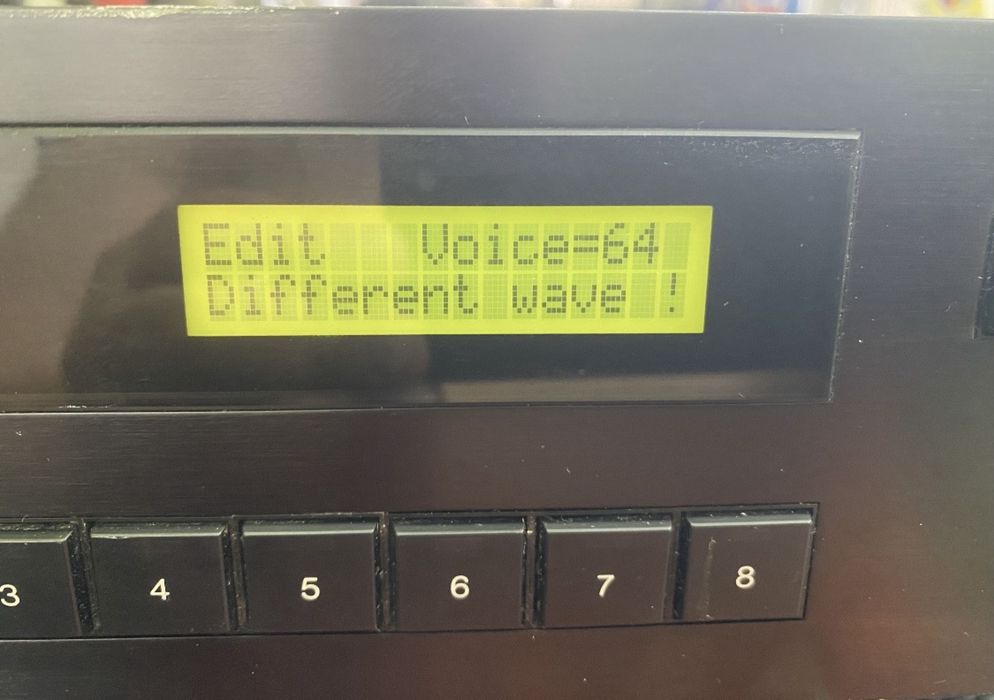 Edit Voice=64
Different wave !
3 4 5 6 7 8